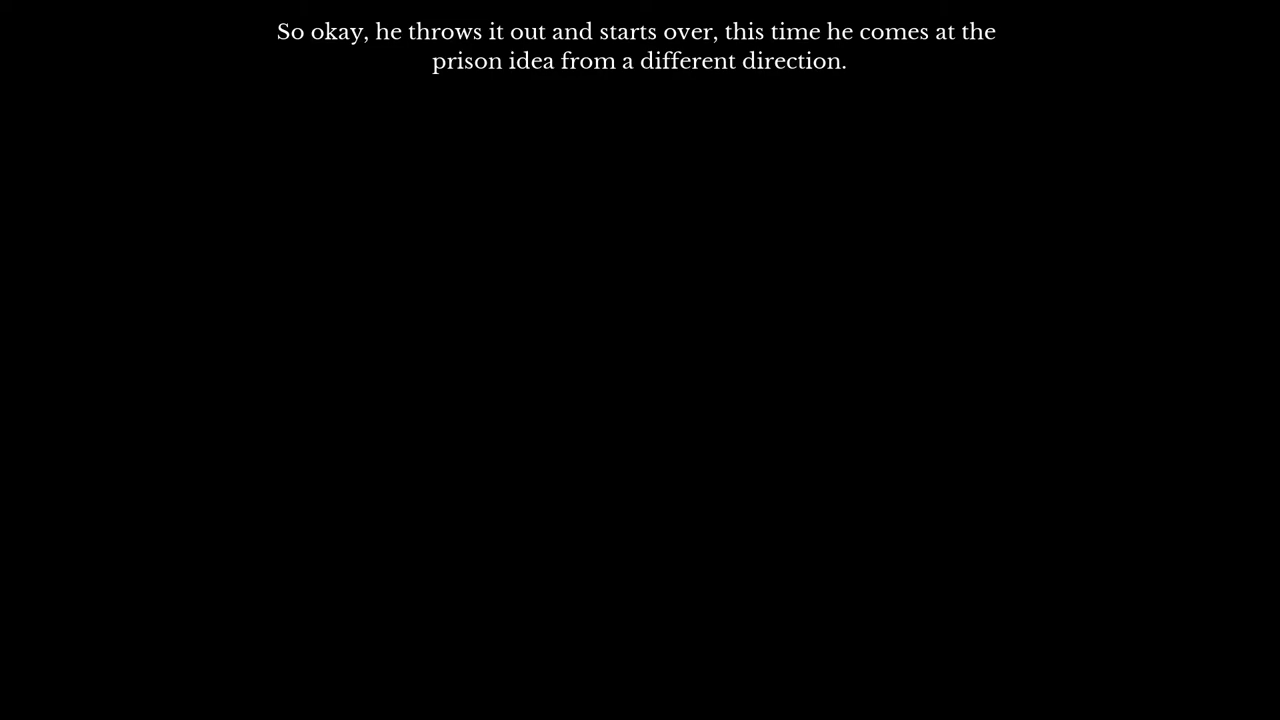 So okay, he throws it out and starts over, this time he comes at the
prison idea from a different direction.